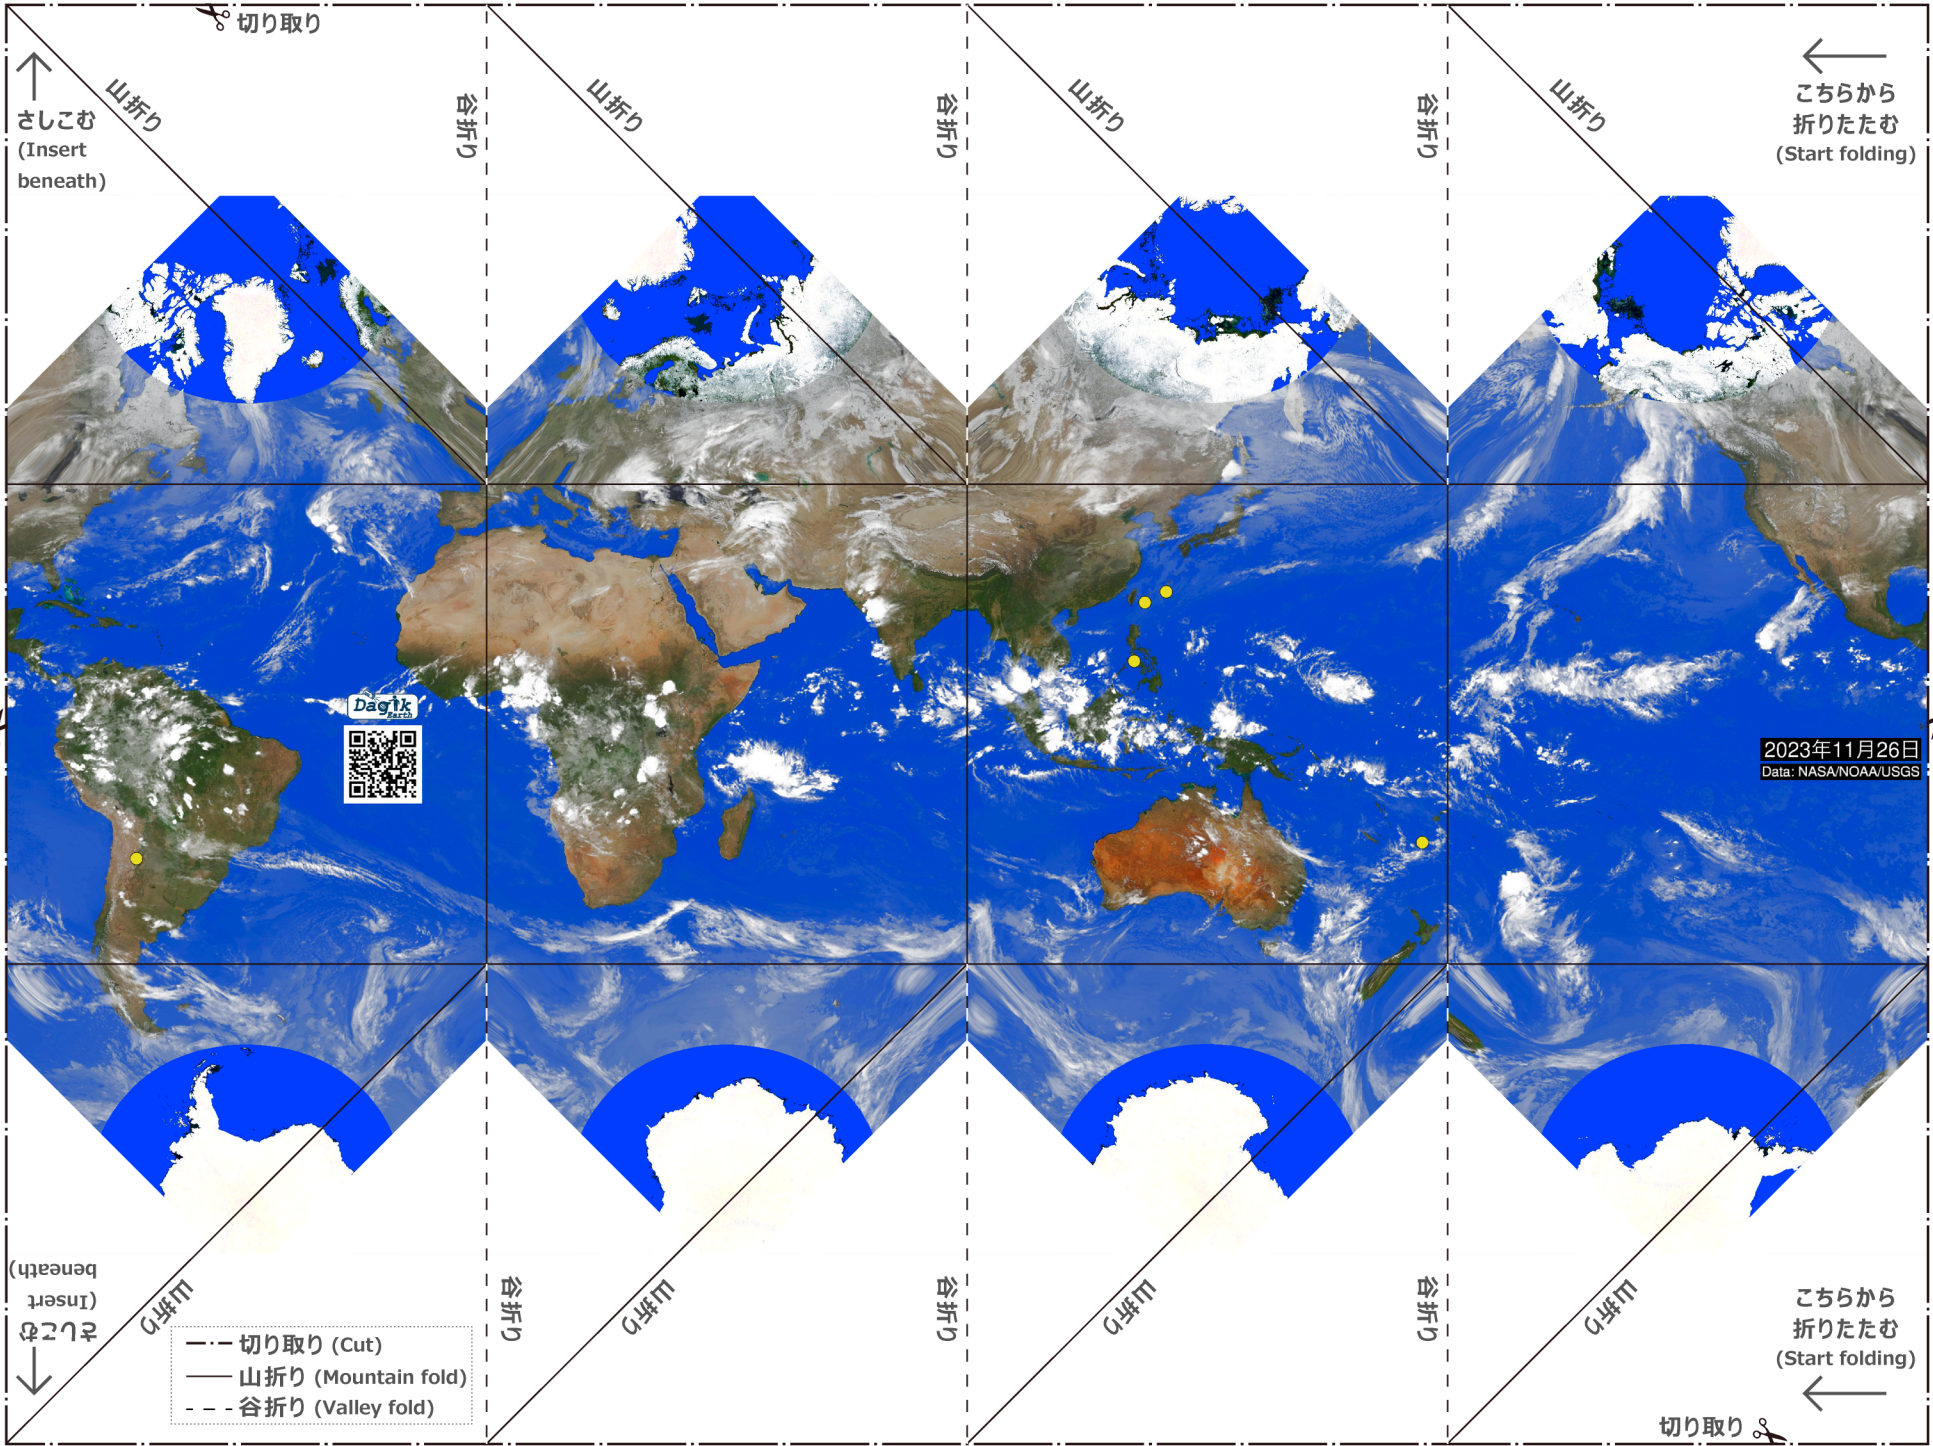 切り取り
山折り
谷折り
山折り
谷折り
山折り
谷折り
山折り
さしこむ
(Insert
beneath)
こちらから
折りたたむ
(Start folding)
Dagik
Earth
2023年11月26日
Data: NASA/NOAA/USGS
さしこむ
(Insert
beneath)
山折り
谷折り
山折り
谷折り
山折り
谷折り
山折り
切り取り (Cut)
山折り (Mountain fold)
谷折り (Valley fold)
こちらから
折りたたむ
(Start folding)
切り取り